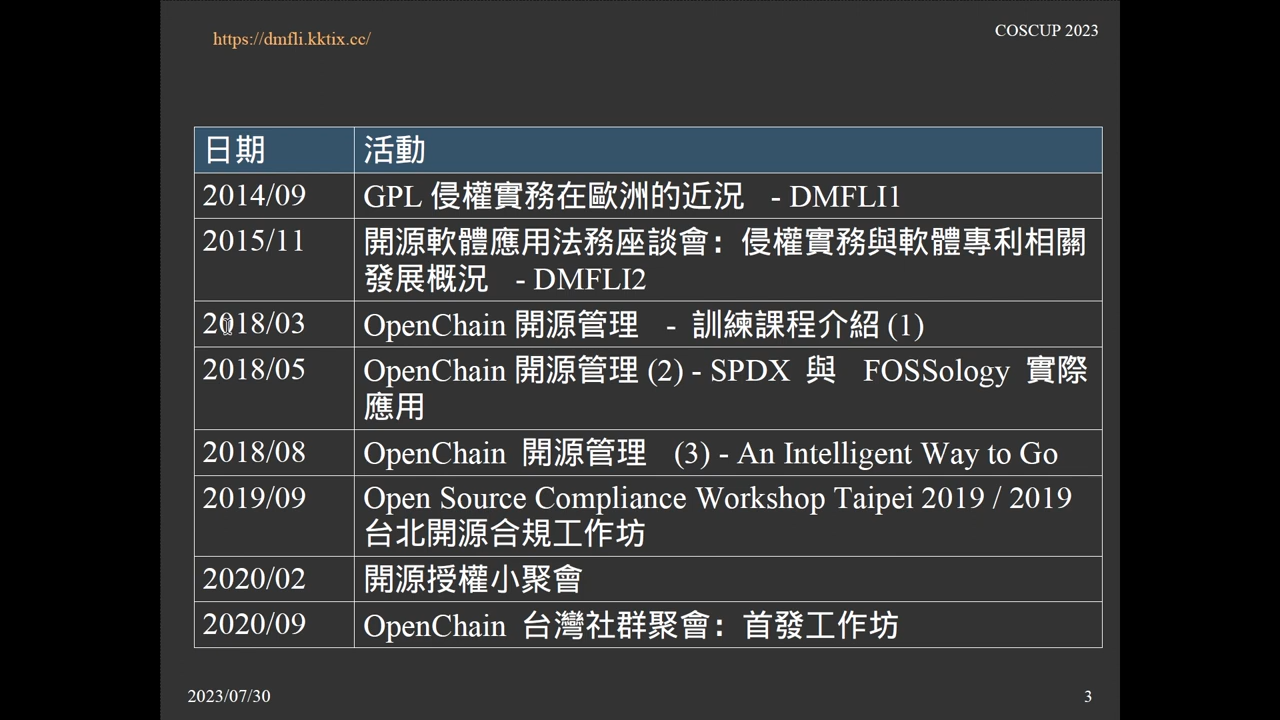 https://dmfli.kktix.cc/
COSCUP 2023
日期 活動
2014/09 GPL 侵權實務在歐洲的近況 - DMFLI1
2015/11 開源軟體應用法務座談會：侵權實務與軟體專利相關
發展概況 - DMFLI2
2018/03 OpenChain 開源管理 - 訓練課程介紹 (1)
2018/05 OpenChain 開源管理 (2) - SPDX 與 FOSSology 實際
應用
2018/08 OpenChain 開源管理 (3) - An Intelligent Way to Go
2019/09 Open Source Compliance Workshop Taipei 2019 / 2019
台北開源合規工作坊
2020/02 開源授權小聚會
2020/09 OpenChain 台灣社群聚會：首發工作坊
2023/07/30
3